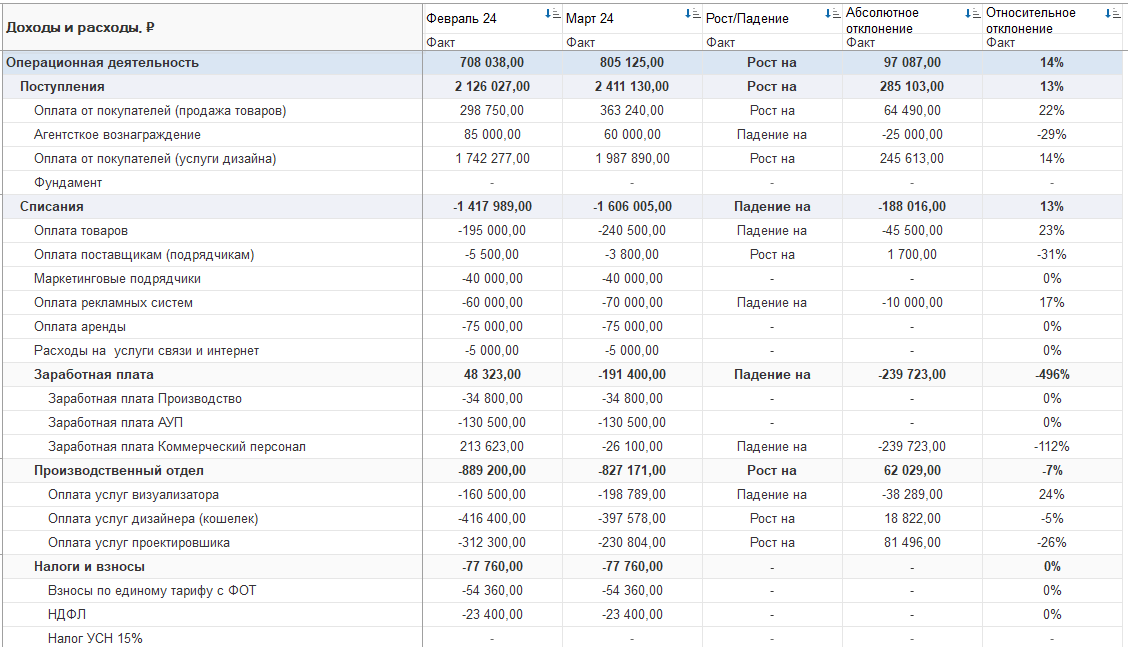 Доходы и расходы, ₽ Февраль 24 Март 24 Рост/Падение Абсолютное отклонение Относительное отклонение
Факт Факт Факт Факт Факт
Операционная деятельность 708 038,00 805 125,00 Рост на 97 087,00 14%
Поступления 2 126 027,00 2 411 130,00 Рост на 285 103,00 13%
Оплата от покупателей (продажа товаров) 298 750,00 363 240,00 Рост на 64 490,00 22%
Агентсткое вознаграждение 85 000,00 60 000,00 Падение на -25 000,00 -29%
Оплата от покупателей (услуги дизайна) 1 742 277,00 1 987 890,00 Рост на 245 613,00 14%
Фундамент - - - - -
Списания -1 417 989,00 -1 606 005,00 Падение на -188 016,00 13%
Оплата товаров -195 000,00 -240 500,00 Падение на -45 500,00 23%
Оплата поставщикам (подрядчикам) -5 500,00 -3 800,00 Рост на 1 700,00 -31%
Маркетинговые подрядчики -40 000,00 -40 000,00 - - 0%
Оплата рекламных систем -60 000,00 -70 000,00 Падение на -10 000,00 17%
Оплата аренды -75 000,00 -75 000,00 - - 0%
Расходы на услуги связи и интернет -5 000,00 -5 000,00 - - 0%
Заработная плата 48 323,00 -191 400,00 Падение на -239 723,00 -496%
Заработная плата Производство -34 800,00 -34 800,00 - - 0%
Заработная плата АУП -130 500,00 -130 500,00 - - 0%
Заработная плата Коммерческий персонал 213 623,00 -26 100,00 Падение на -239 723,00 -112%
Производственный отдел -889 200,00 -827 171,00 Рост на 62 029,00 -7%
Оплата услуг визуализатора -160 500,00 -198 789,00 Падение на -38 289,00 24%
Оплата услуг дизайнера (кошелек) -416 400,00 -397 578,00 Рост на 18 822,00 -5%
Оплата услуг проектировшика -312 300,00 -230 804,00 Рост на 81 496,00 -26%
Налоги и взносы -77 760,00 -77 760,00 - - 0%
Взносы по единому тарифу с ФОТ -54 360,00 -54 360,00 - - 0%
НДФЛ -23 400,00 -23 400,00 - - 0%
Налог УСН 15% - - - - -